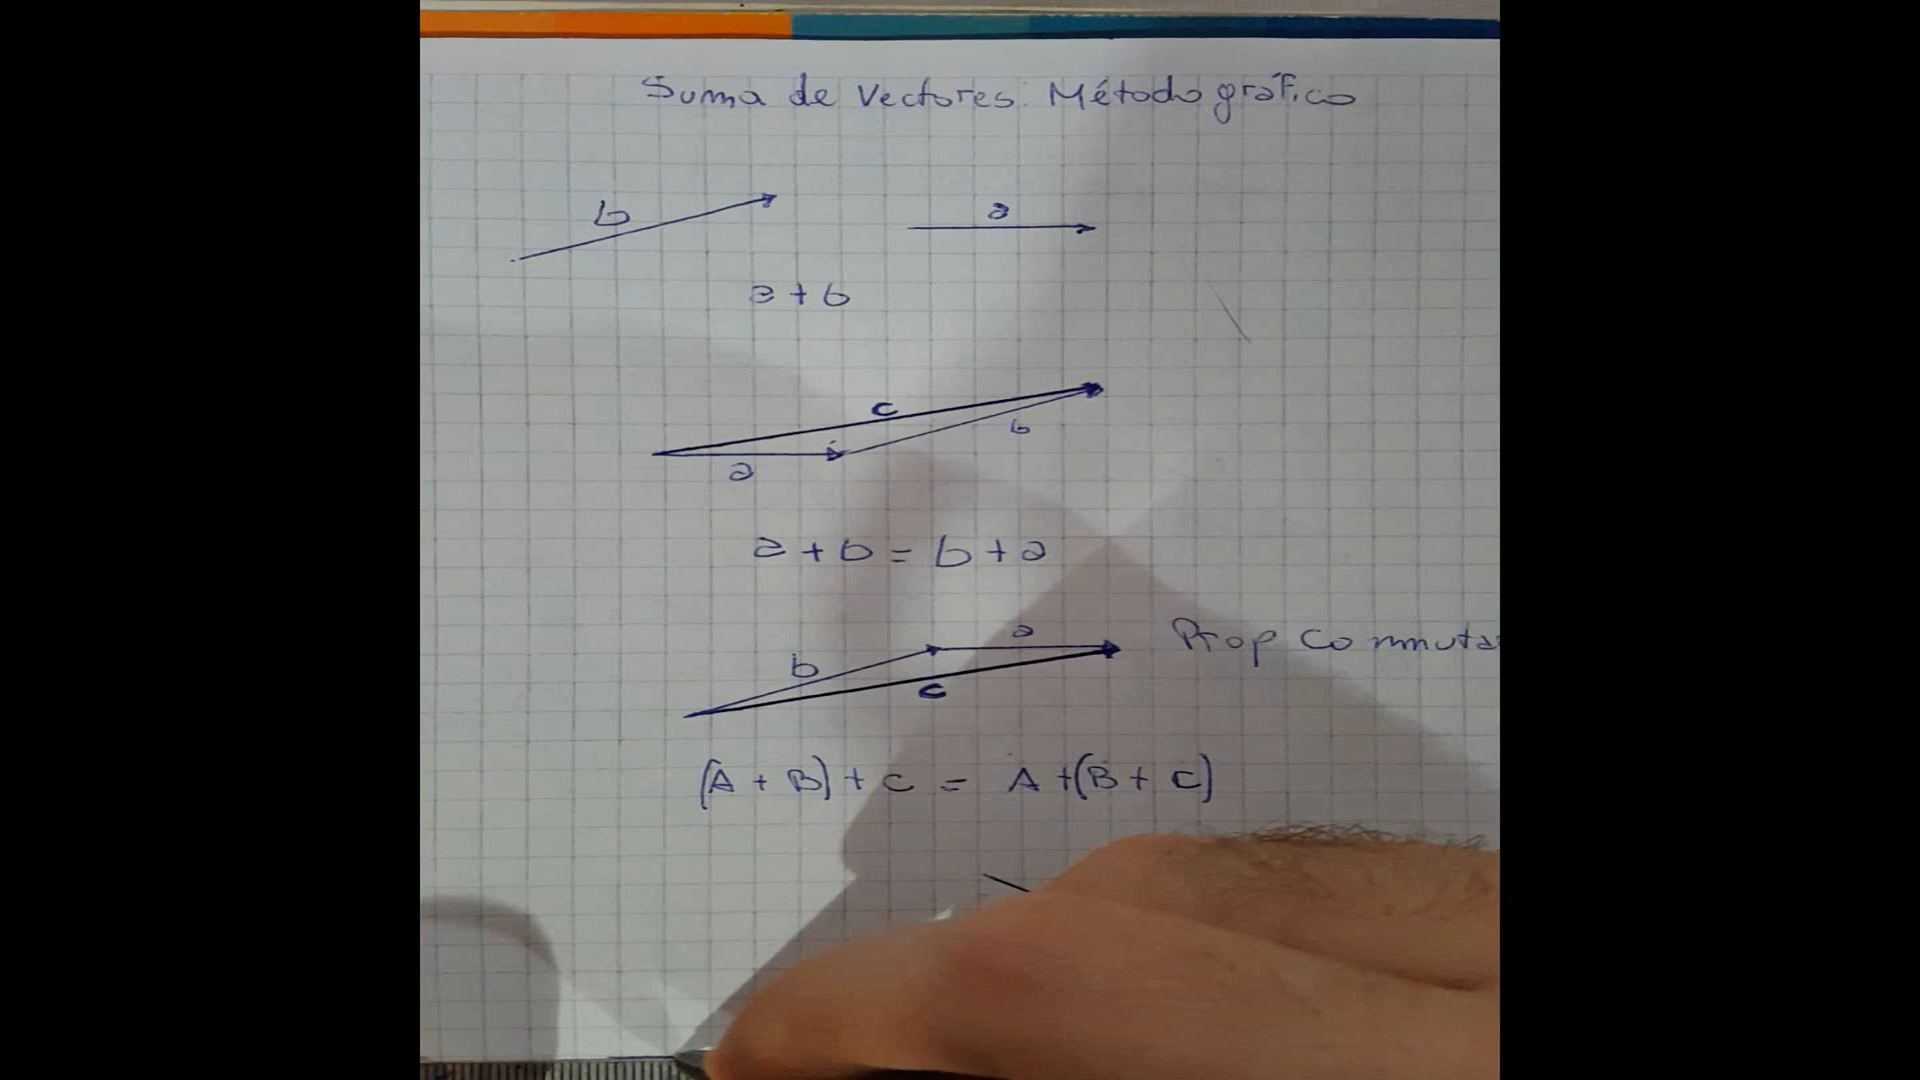 Suma de Vectores: Método gráfico
b
a
a + b
c
b
a
a + b = b + a
a
Prop Conmuta
b
c
(A + B) + C = A + (B + C)